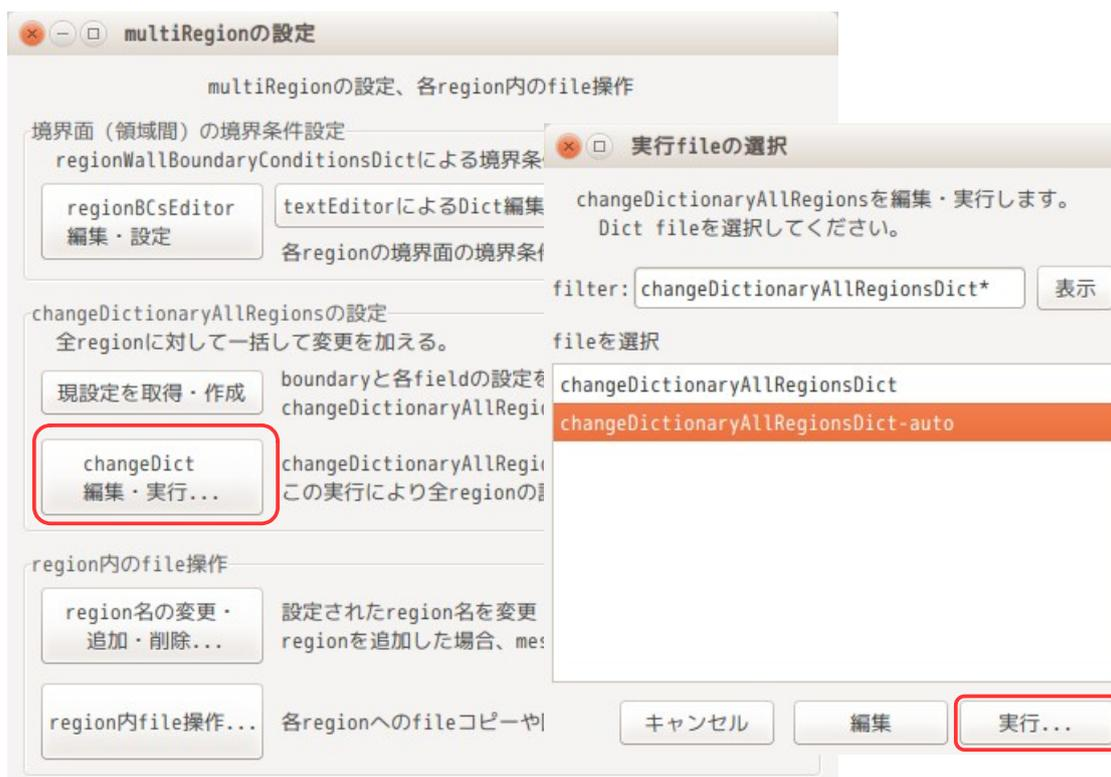 multiRegionの設定
multiRegionの設定、各region内のfile操作
境界面（領域間）の境界条件設定
regionWallBoundaryConditionsDictによる境界条
regionBCsEditor
編集・設定
textEditorによるDict編集
各regionの境界面の境界条
changeDictionaryAllRegionsの設定
全regionに対して一括して変更を加える。
現設定を取得・作成
boundaryと各fieldの設定を
changeDictionaryAllRegi
changeDict
編集・実行...
changeDictionaryAllRegi
この実行により全regionの
region内のfile操作
region名の変更・
追加・削除...
設定されたregion名を変更
regionを追加した場合、mes
region内file操作...
各regionへのfileコピーや
実行fileの選択
changeDictionaryAllRegionsを編集・実行します。
Dict fileを選択してください。
filter:
changeDictionaryAllRegionsDict*
表示
fileを選択
changeDictionaryAllRegionsDict
changeDictionaryAllRegionsDict-auto
キャンセル
編集
実行...